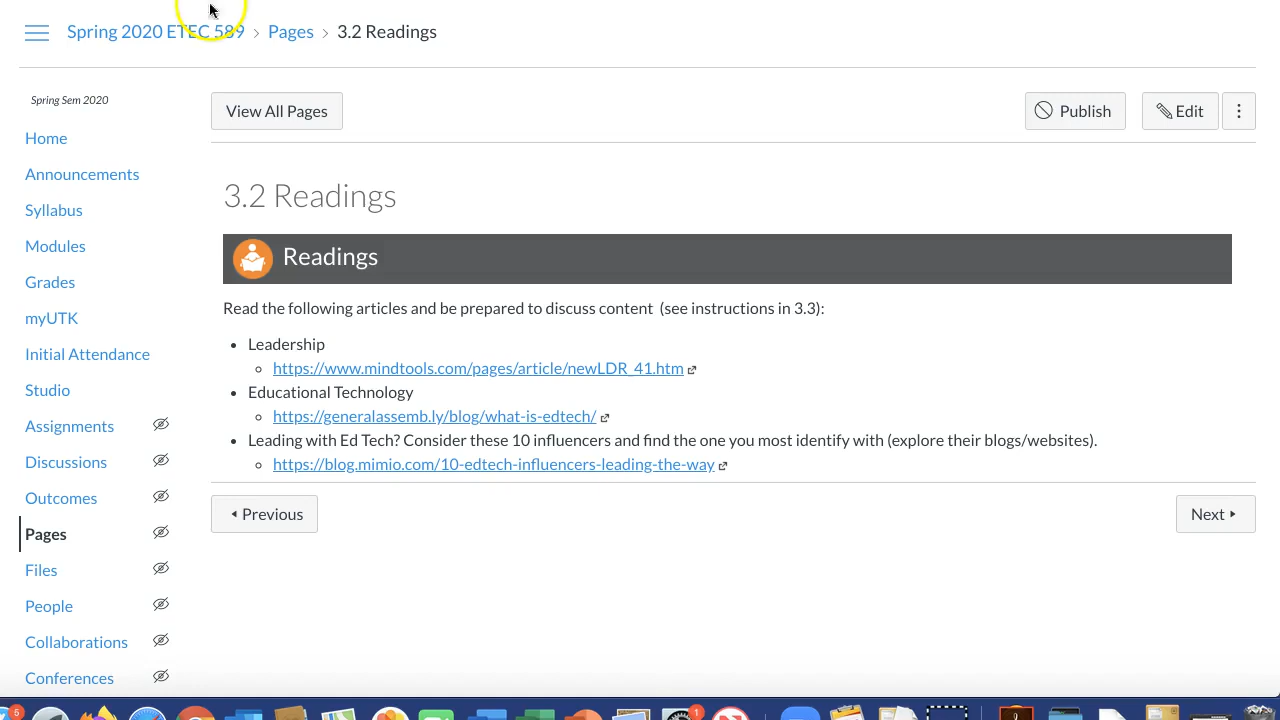 Spring 2020 ETEC 589 › Pages › 3.2 Readings
Spring Sem 2020
Home
Announcements
Syllabus
Modules
Grades
myUTK
Initial Attendance
Studio
Assignments
Discussions
Outcomes
Pages
Files
People
Collaborations
Conferences
View All Pages
Publish
Edit
3.2 Readings
Readings
Read the following articles and be prepared to discuss content (see instructions in 3.3):
Leadership
https://www.mindtools.com/pages/article/newLDR_41.htm
Educational Technology
https://generalassemb.ly/blog/what-is-edtech/
Leading with Ed Tech? Consider these 10 influencers and find the one you most identify with (explore their blogs/websites).
https://blog.mimio.com/10-edtech-influencers-leading-the-way
Previous
Next
5
1